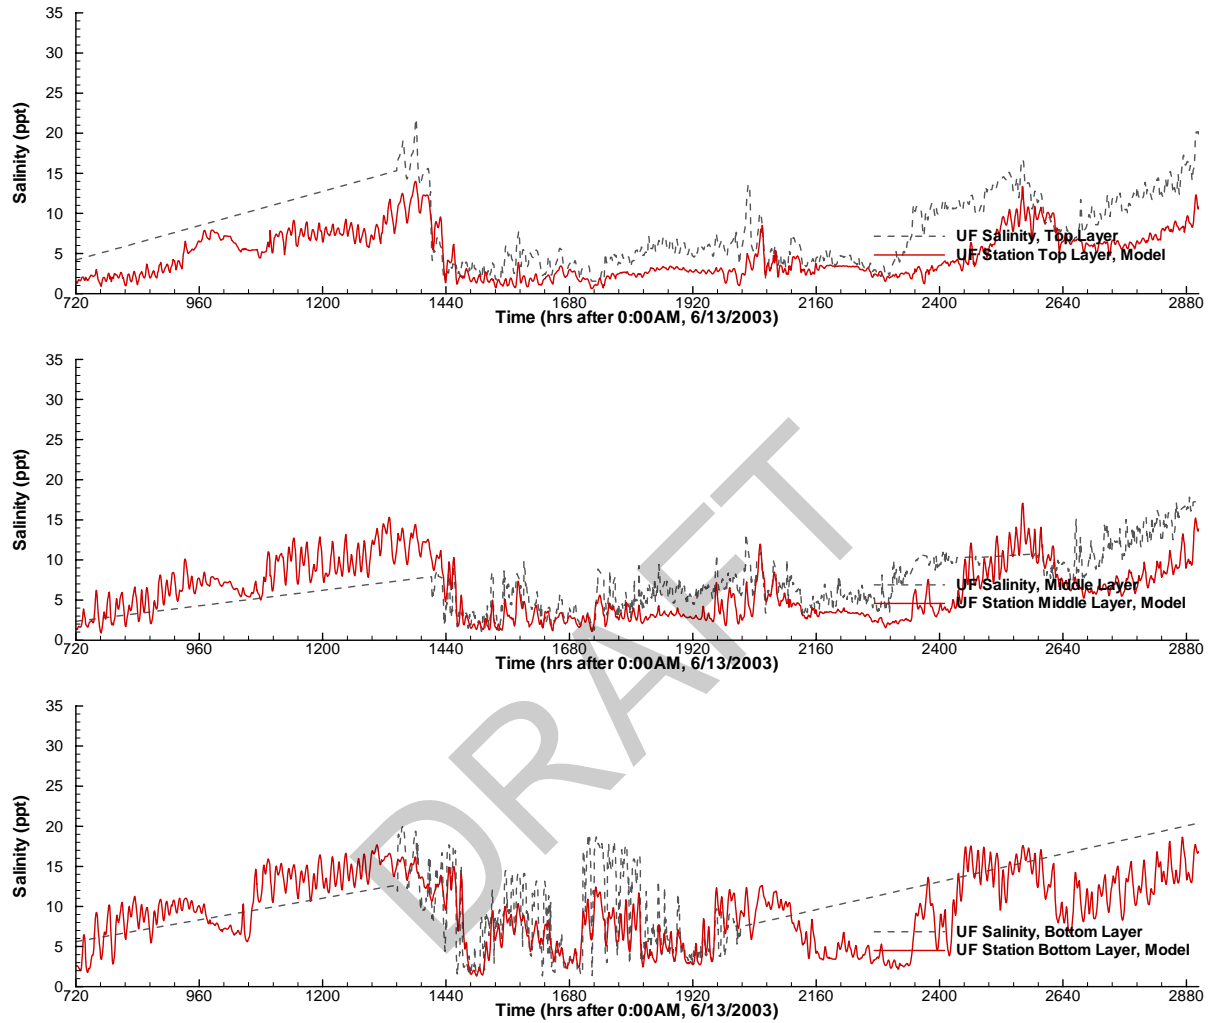 35
30
25
20
15
10
5
0
Salinity (ppt)
UF Salinity, Top Layer
UF Station Top Layer, Model
720 960 1200 1440 1680 1920 2160 2400 2640 2880
Time (hrs after 0:00AM, 6/13/2003)
35
30
25
20
15
10
5
0
Salinity (ppt)
UF Salinity, Middle Layer
UF Station Middle Layer, Model
720 960 1200 1440 1680 1920 2160 2400 2640 2880
Time (hrs after 0:00AM, 6/13/2003)
DRAFT
35
30
25
20
15
10
5
0
Salinity (ppt)
UF Salinity, Bottom Layer
UF Station Bottom Layer, Model
720 960 1200 1440 1680 1920 2160 2400 2640 2880
Time (hrs after 0:00AM, 6/13/2003)